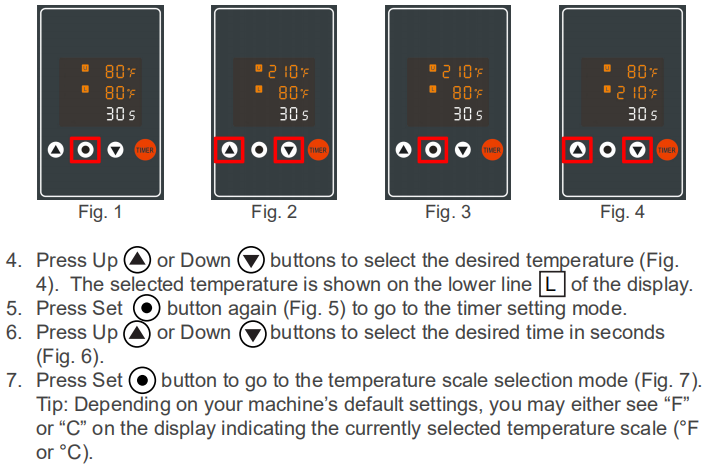 U 80°F
L 80°F
30s
TIMER
U 210°F
L 80°F
30s
TIMER
U 210°F
L 80°F
30s
TIMER
U 80°F
L 210°F
30s
TIMER
Fig. 1 Fig. 2 Fig. 3 Fig. 4
4. Press Up ▲ or Down ▼ buttons to select the desired temperature (Fig.
4). The selected temperature is shown on the lower line L of the display.
5. Press Set ● button again (Fig. 5) to go to the timer setting mode.
6. Press Up ▲ or Down ▼ buttons to select the desired time in seconds
(Fig. 6).
7. Press Set ● button to go to the temperature scale selection mode (Fig. 7).
Tip: Depending on your machine’s default settings, you may either see “F”
or “C” on the display indicating the currently selected temperature scale (°F
or °C).